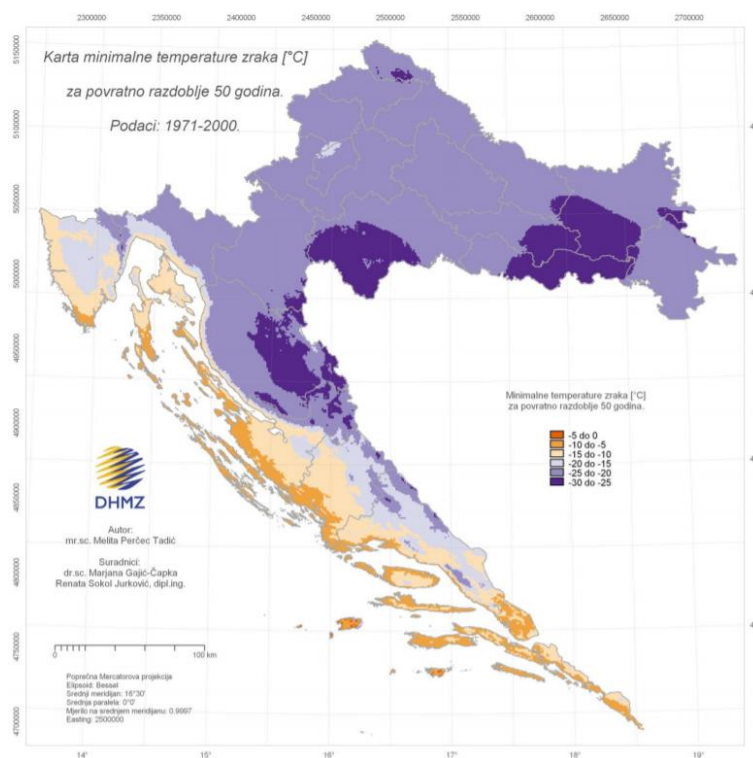 2300000 2350000 2400000 2450000 2500000 2550000 2600000 2650000 2700000
Karta minimalne temperature zraka [°C]
za povratno razdoblje 50 godina.
Podaci: 1971-2000.
5150000
5100000
5050000
5000000
4950000
4900000
4850000
4800000
4750000
4700000
Minimalne temperature zraka [°C]
za povratno razdoblje 50 godina.
-5 do 0
-10 do -5
-15 do -10
-20 do -15
-25 do -20
-30 do -25
DHMZ
Autor:
mr.sc. Melita Perčec Tadić
Suradnici:
dr.sc. Marjana Gajić-Čapka
Renata Sokol Jurković, dipl.ing.
0 100 km
Poprečna Mercatorova projekcija
Elipsoid: Bessel
Srednji meridijan: 16°30'
Srednja paralela: 0°0'
Mjerilo na srednjem meridijanu: 0.9997
Easting: 2500000
14° 15° 16° 17° 18° 19°